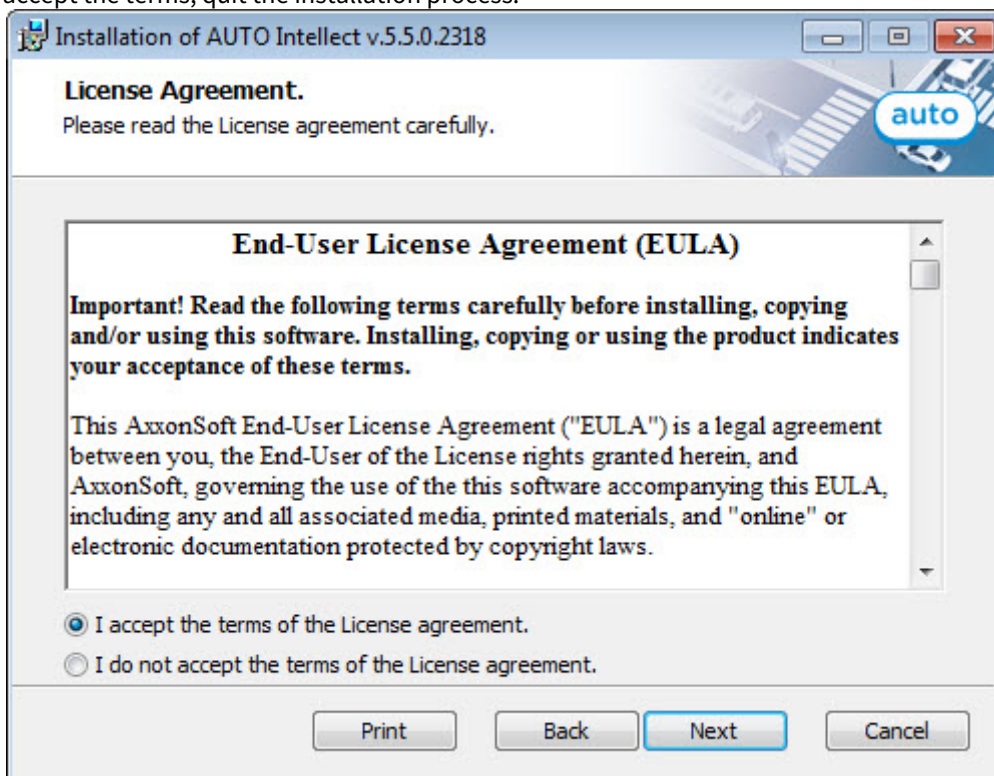 accept the terms, quit the installation process.
Installation of AUTO Intellect v.5.5.0.2318
License Agreement.
Please read the License agreement carefully.
auto
End-User License Agreement (EULA)
Important! Read the following terms carefully before installing, copying
and/or using this software. Installing, copying or using the product indicates
your acceptance of these terms.
This AxxonSoft End-User License Agreement ("EULA") is a legal agreement
between you, the End-User of the License rights granted herein, and
AxxonSoft, governing the use of the this software accompanying this EULA,
including any and all associated media, printed materials, and "online" or
electronic documentation protected by copyright laws.
I accept the terms of the License agreement.
I do not accept the terms of the License agreement.
Print Back Next Cancel